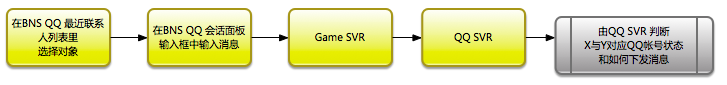 在BNS QQ 最近联系
人列表里
选择对象
在BNS QQ 会话面板
输入框中输入消息
Game SVR
QQ SVR
由QQ SVR 判断
X与Y对应QQ帐号状态
和如何下发消息